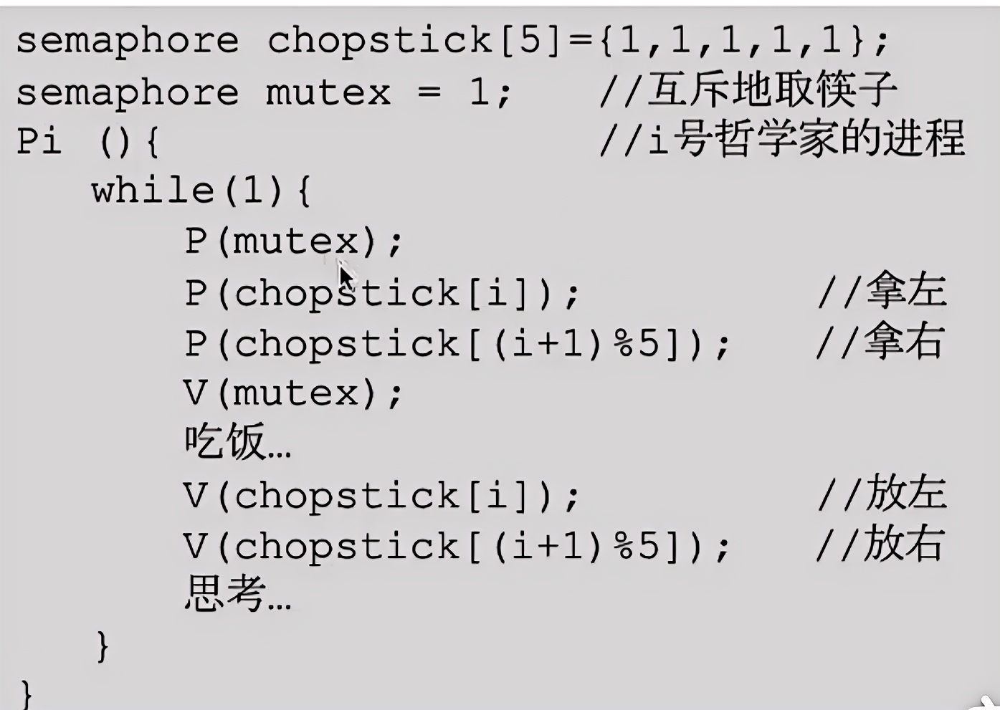 semaphore chopstick[5]={1,1,1,1,1};
semaphore mutex = 1; //互斥地取筷子
Pi (){ //i号哲学家的进程
while(1){
P(mutex);
P(chopstick[i]); //拿左
P(chopstick[(i+1)%5]); //拿右
V(mutex);
吃饭…
V(chopstick[i]); //放左
V(chopstick[(i+1)%5]); //放右
思考…
}
}